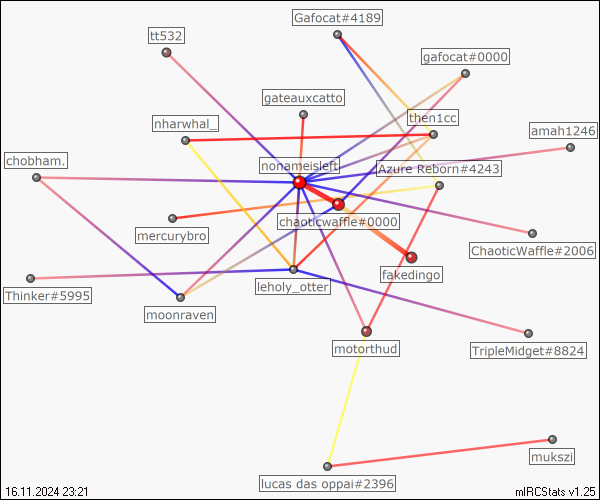 Gafocat#4189
tt532
gafocat#0000
gateauxcatto
then1cc
nharwhal_
amah1246
chobham.
nonameisleft
Azure Reborn#4243
chaoticwaffle#0000
mercurybro
ChaoticWaffle#2006
fakedingo
leholy_otter
Thinker#5995
moonraven
motorthud
TripleMidget#8824
mukszi
lucas das oppai#2396
16.11.2024 23:21
mIRCStats v1.25